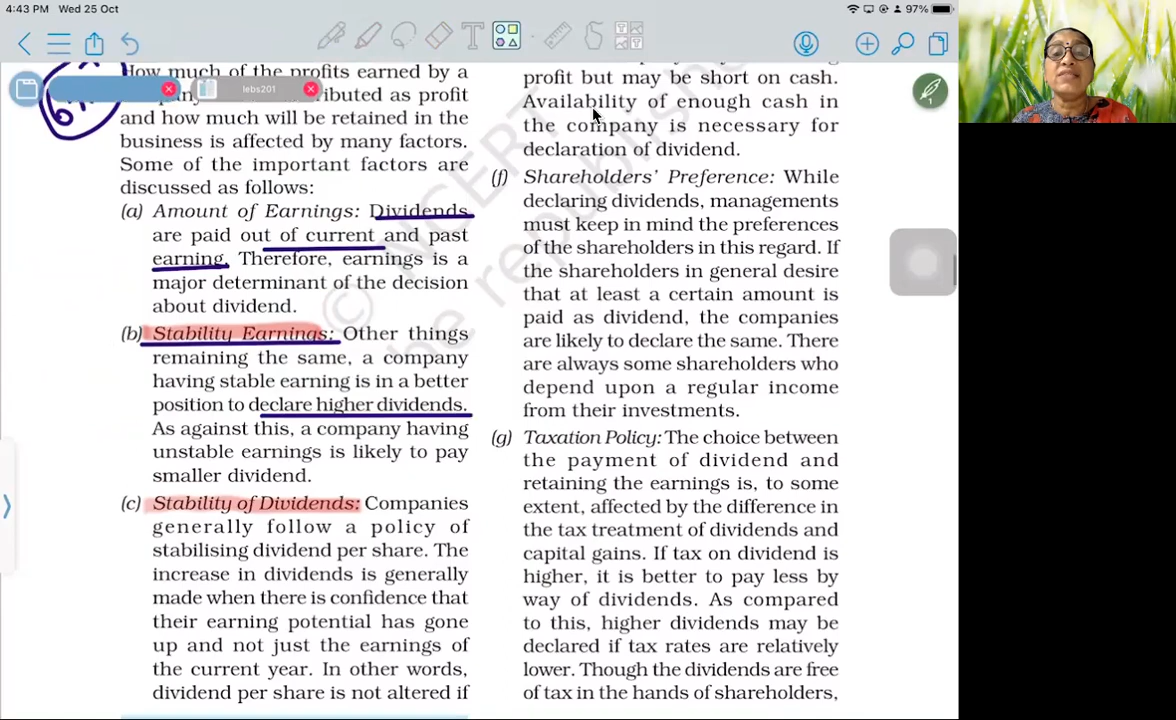 4:43 PM Wed 25 Oct
97%
lebs201
1
How much of the profits earned by a
ributed as profit
and how much will be retained in the
business is affected by many factors.
Some of the important factors are
discussed as follows:
(a) Amount of Earnings: Dividends
are paid out of current and past
earning. Therefore, earnings is a
major determinant of the decision
about dividend.
(b) Stability Earnings: Other things
remaining the same, a company
having stable earning is in a better
position to declare higher dividends.
As against this, a company having
unstable earnings is likely to pay
smaller dividend.
(c) Stability of Dividends: Companies
generally follow a policy of
stabilising dividend per share. The
increase in dividends is generally
made when there is confidence that
their earning potential has gone
up and not just the earnings of
the current year. In other words,
dividend per share is not altered if
profit but may be short on cash.
Availability of enough cash in
the company is necessary for
declaration of dividend.
(f) Shareholders' Preference: While
declaring dividends, managements
must keep in mind the preferences
of the shareholders in this regard. If
the shareholders in general desire
that at least a certain amount is
paid as dividend, the companies
are likely to declare the same. There
are always some shareholders who
depend upon a regular income
from their investments.
(g) Taxation Policy: The choice between
the payment of dividend and
retaining the earnings is, to some
extent, affected by the difference in
the tax treatment of dividends and
capital gains. If tax on dividend is
higher, it is better to pay less by
way of dividends. As compared
to this, higher dividends may be
declared if tax rates are relatively
lower. Though the dividends are free
of tax in the hands of shareholders,
© NCERT
be republished